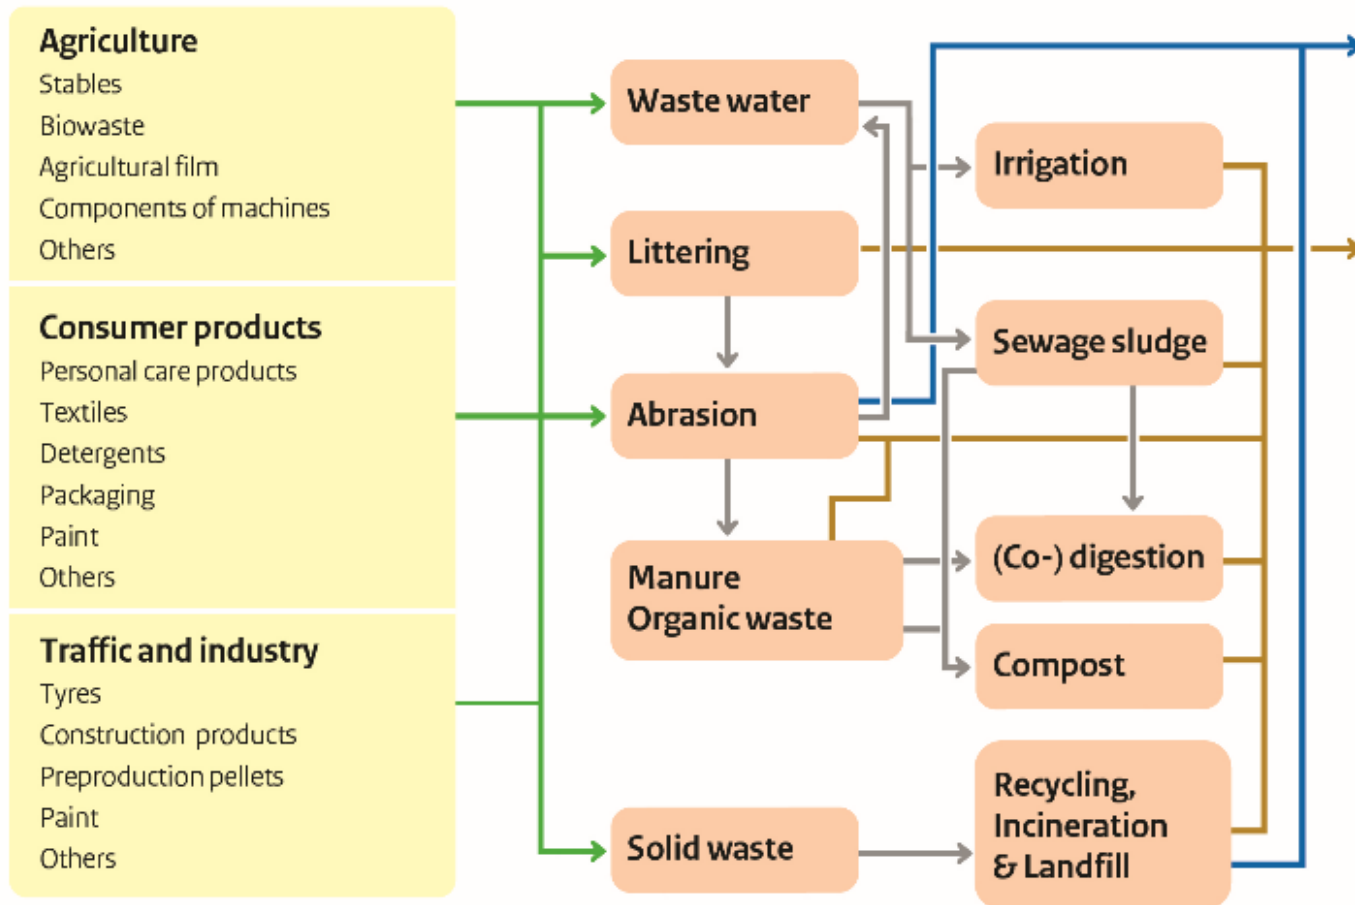 Agriculture
Stables
Biowaste
Agricultural film
Components of machines
Others
Consumer products
Personal care products
Textiles
Detergents
Packaging
Paint
Others
Traffic and industry
Tyres
Construction products
Preproduction pellets
Paint
Others
Waste water
Littering
Abrasion
Manure
Organic waste
Solid waste
Irrigation
Sewage sludge
(Co-) digestion
Compost
Recycling,
Incineration
& Landfill